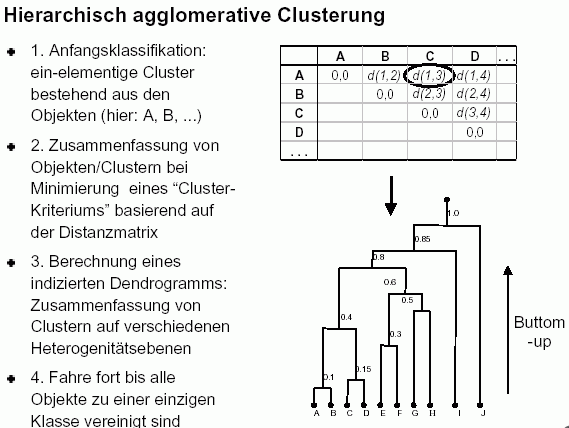 Hierarchisch agglomerative Clusterung
1. Anfangsklassifikation:
ein-elementige Cluster
bestehend aus den
Objekten (hier: A, B, ...)
2. Zusammenfassung von
Objekten/Clustern bei
Minimierung eines “Cluster-
Kriteriums” basierend auf
der Distanzmatrix
3. Berechnung eines
indizierten Dendrogramms:
Zusammenfassung von
Clustern auf verschiedenen
Heterogenitätsebenen
4. Fahre fort bis alle
Objekte zu einer einzigen
Klasse vereinigt sind
A B C D ...
A 0,0 d(1,2) d(1,3) d(1,4)
B 0,0 d(2,3) d(2,4)
C 0,0 d(3,4)
D 0,0
...
1.0
0.85
0.8
0.6
0.5
0.4
0.3
0.15
0.1
A B C D E F G H I J
Buttom
-up